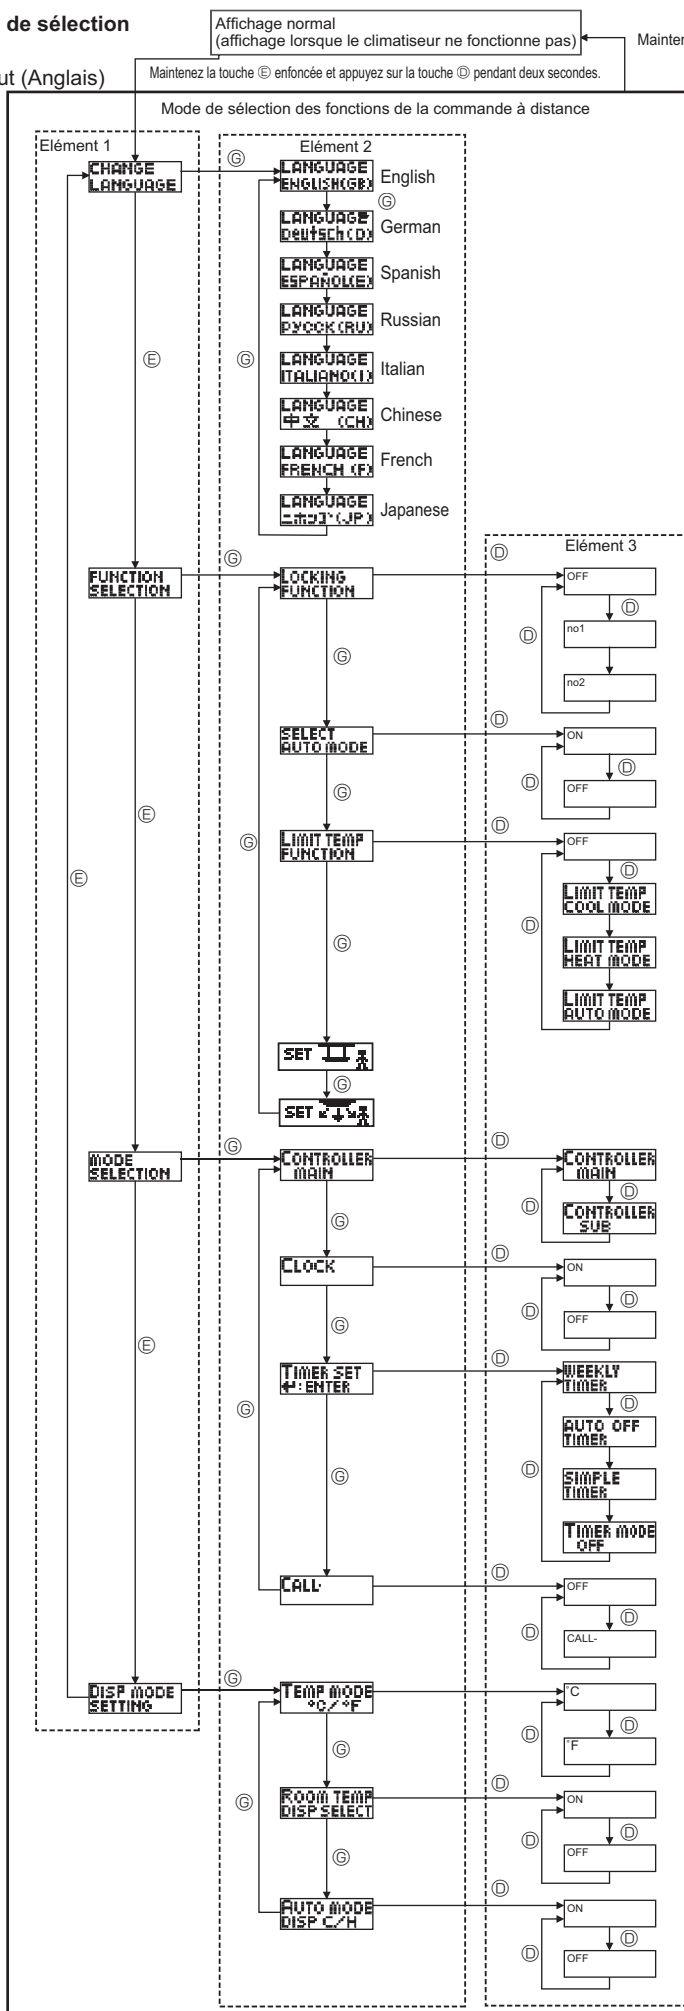 de sélection
Affichage normal
(affichage lorsque le climatiseur ne fonctionne pas)
Mainten
ut (Anglais)
Maintenez la touche Ⓔ enfoncée et appuyez sur la touche Ⓓ pendant deux secondes.
Mode de sélection des fonctions de la commande à distance
Elément 1
Elément 2
CHANGE
LANGUAGE
Ⓖ
LANGUAGE
ENGLISH(GB)
English
Ⓖ
LANGUAGE
Deutsch(D)
German
LANGUAGE
ESPAÑOL(E)
Spanish
LANGUAGE
РУССК(RU)
Russian
Ⓔ
Ⓖ
LANGUAGE
ITALIANO(I)
Italian
LANGUAGE
中文 (CH)
Chinese
LANGUAGE
FRENCH (F)
French
LANGUAGE
ニホンゴ(JP)
Japanese
Elément 3
FUNCTION
SELECTION
Ⓖ
LOCKING
FUNCTION
Ⓓ
OFF
Ⓓ
Ⓓ
no1
Ⓖ
no2
SELECT
AUTO MODE
Ⓓ
ON
Ⓓ
Ⓓ
Ⓖ
OFF
Ⓔ
Ⓖ
LIMIT TEMP
FUNCTION
Ⓓ
OFF
Ⓓ
Ⓔ
LIMIT TEMP
COOL MODE
Ⓓ
Ⓖ
LIMIT TEMP
HEAT MODE
LIMIT TEMP
AUTO MODE
SET
Ⓖ
SET
MODE
SELECTION
Ⓖ
CONTROLLER
MAIN
Ⓓ
CONTROLLER
MAIN
Ⓓ
Ⓓ
Ⓖ
CONTROLLER
SUB
CLOCK
Ⓓ
ON
Ⓓ
Ⓓ
Ⓖ
OFF
Ⓔ
TIMER SET
↵:ENTER
Ⓓ
WEEKLY
TIMER
Ⓓ
Ⓖ
AUTO OFF
TIMER
Ⓓ
Ⓖ
SIMPLE
TIMER
TIMER MODE
OFF
CALL-
Ⓓ
OFF
Ⓓ
Ⓓ
CALL-
DISP MODE
SETTING
Ⓖ
TEMP MODE
°C/°F
Ⓓ
°C
Ⓓ
Ⓓ
Ⓖ
°F
ROOM TEMP
DISP SELECT
Ⓓ
ON
Ⓖ
Ⓓ
Ⓓ
Ⓖ
OFF
AUTO MODE
DISP C/H
Ⓓ
ON
Ⓓ
Ⓓ
OFF